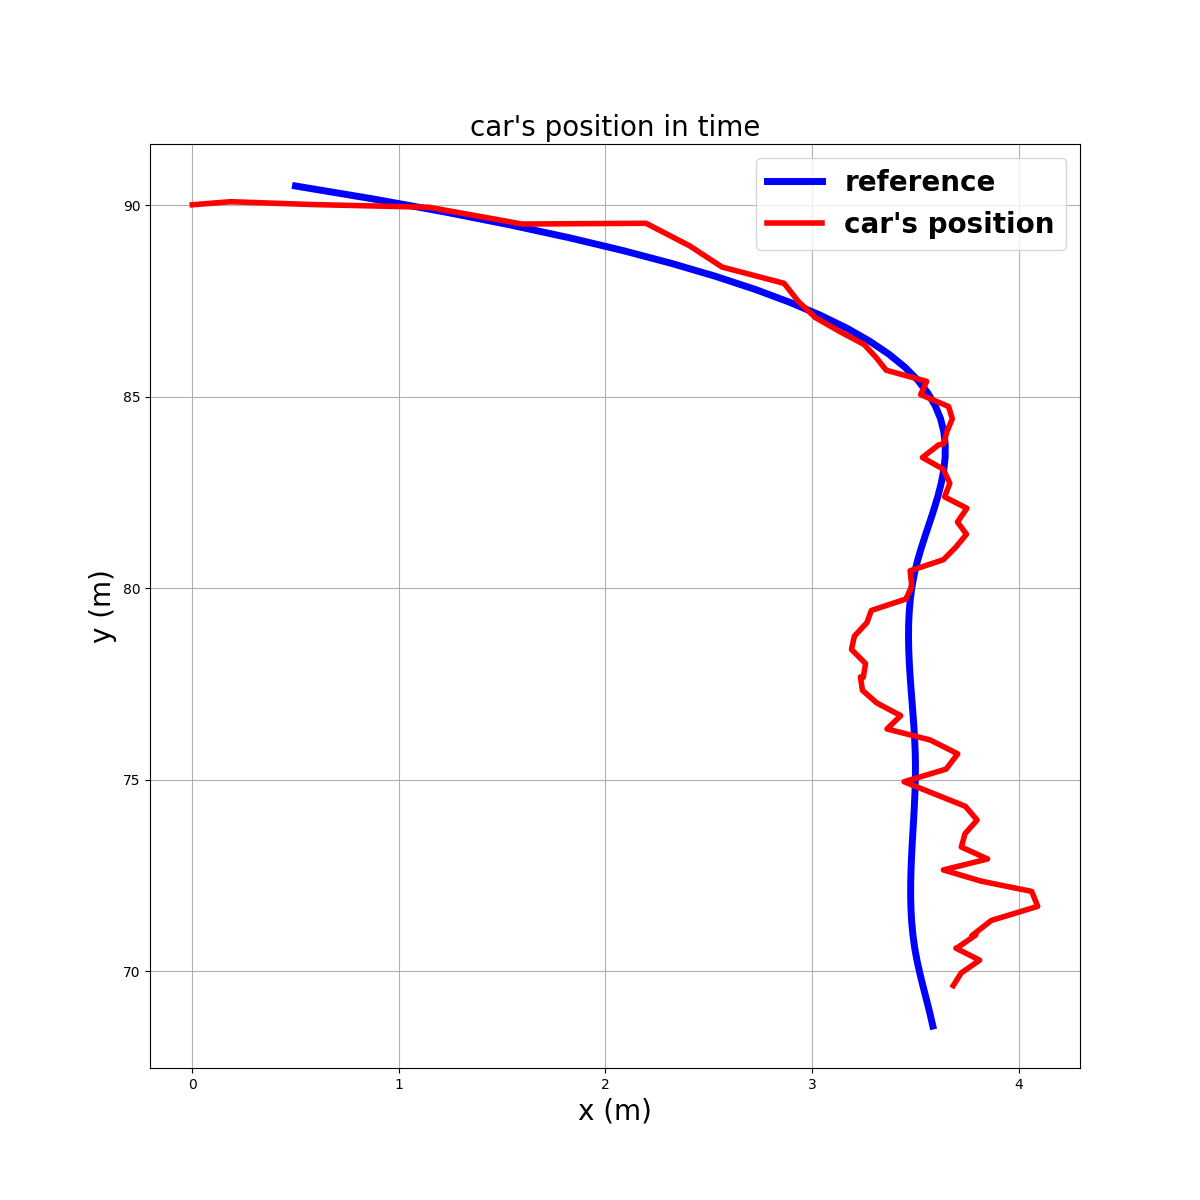 car's position in time
reference
car's position
90
85
80
75
70
y (m)
0 1 2 3 4
x (m)